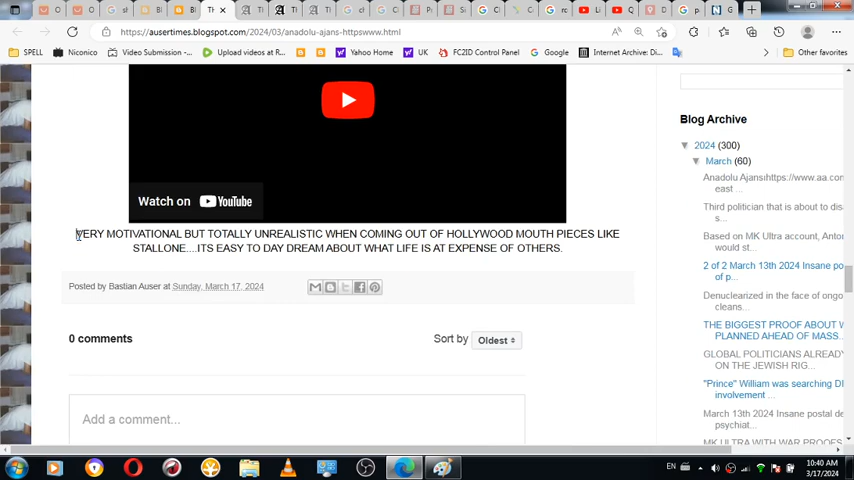 https://ausertimes.blogspot.com/2024/03/anadolu-ajans-httpswww.html
SPELL
Niconico
Video Submission -...
Upload videos at R...
Yahoo Home
UK
FC2ID Control Panel
Google
Internet Archive: Di...
Other favorites
Watch on YouTube
VERY MOTIVATIONAL BUT TOTALLY UNREALISTIC WHEN COMING OUT OF HOLLYWOOD MOUTH PIECES LIKE
STALLONE....ITS EASY TO DAY DREAM ABOUT WHAT LIFE IS AT EXPENSE OF OTHERS.
Posted by Bastian Auser at Sunday, March 17, 2024
0 comments
Sort by Oldest
Add a comment...
Blog Archive
▼ 2024 (300)
▼ March (60)
Anadolu Ajansıhttps://www.aa.con
east ...
Third politician that is about to dis
s...
Based on MK Ultra account, Anton
would st...
2 of 2 March 13th 2024 Insane po
of p...
Denuclearized in the face of ongo
cleans...
THE BIGGEST PROOF ABOUT W
PLANNED AHEAD OF MASS...
GLOBAL POLITICIANS ALREADY
ON THE JEWISH RIG...
"Prince" William was searching DI
involvement ...
March 13th 2024 Insane postal de
psychiat...
MK ULTRA WITH WAR PROOFS
EN
10:40 AM
3/17/2024